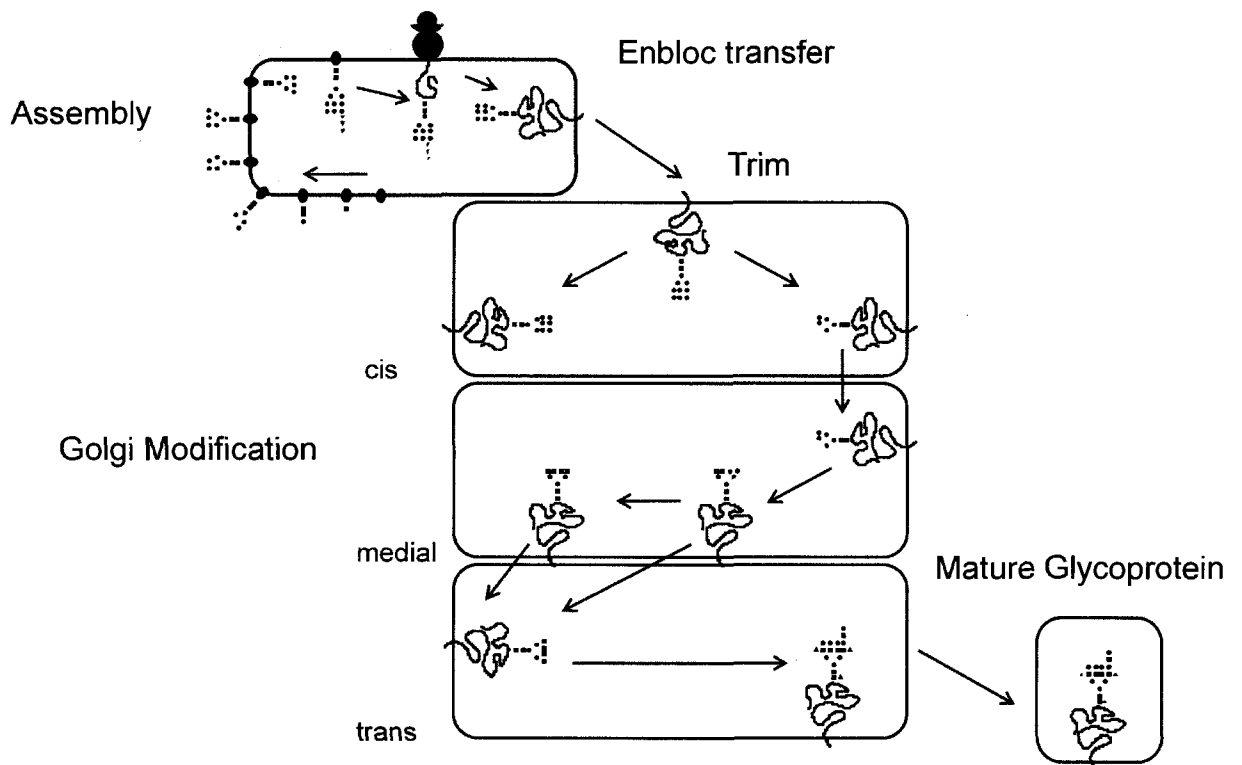 Enbloc transfer
Assembly
Trim
cis
Golgi Modification
medial
Mature Glycoprotein
trans